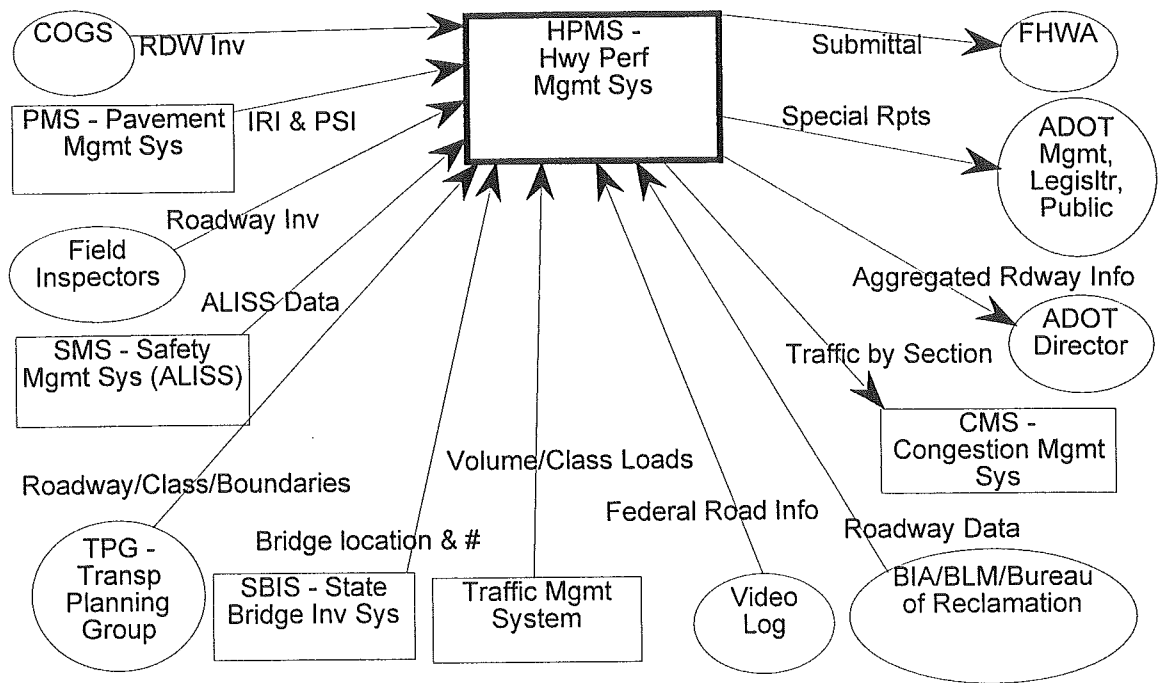 COGS
RDW Inv
HPMS -
Hwy Perf
Mgmt Sys
Submittal
FHWA
PMS - Pavement
Mgmt Sys
IRI & PSI
Special Rpts
ADOT
Mgmt,
Legisltr,
Public
Roadway Inv
Field
Inspectors
Aggregated Rdway Info
ALISS Data
ADOT
Director
SMS - Safety
Mgmt Sys (ALISS)
Traffic by Section
CMS -
Congestion Mgmt
Sys
Roadway/Class/Boundaries
Volume/Class Loads
Federal Road Info
Roadway Data
TPG -
Transp
Planning
Group
Bridge location & #
SBIS - State
Bridge Inv Sys
Traffic Mgmt
System
Video
Log
BIA/BLM/Bureau
of Reclamation